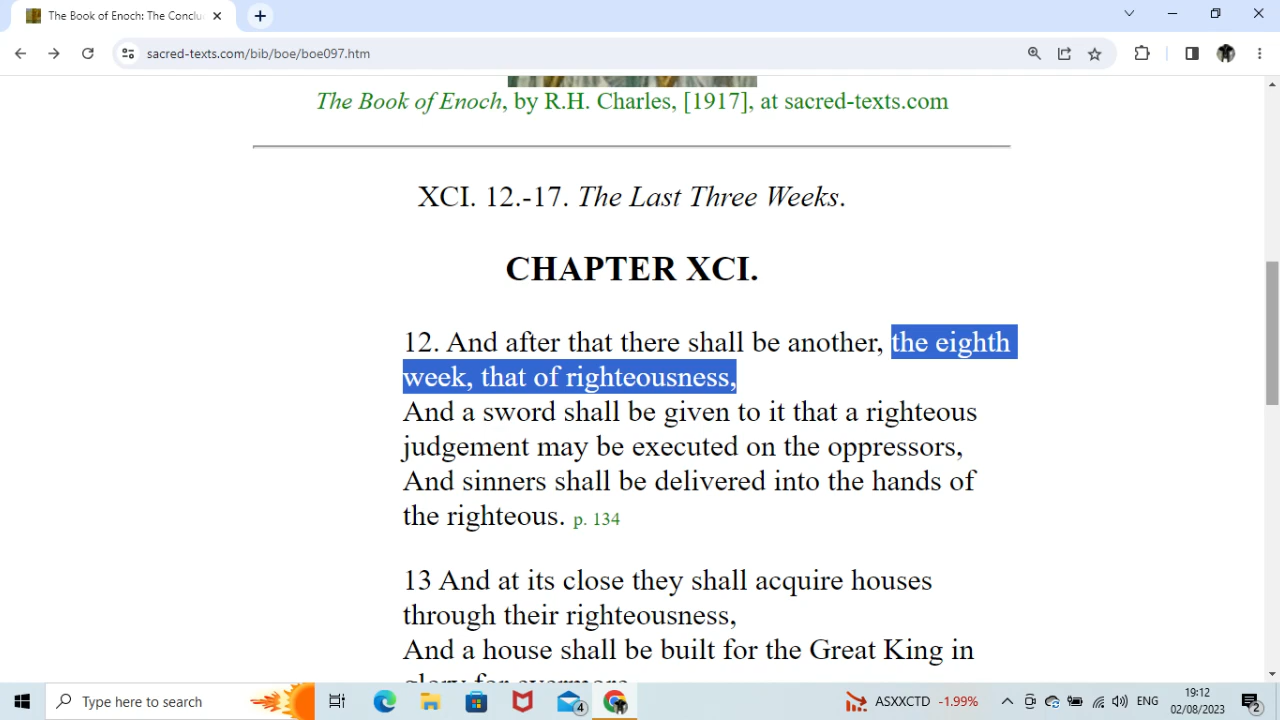 The Book of Enoch: The Conclu
sacred-texts.com/bib/boe/boe097.htm
The Book of Enoch, by R.H. Charles, [1917], at sacred-texts.com
XCI. 12.-17. The Last Three Weeks.
CHAPTER XCI.
12. And after that there shall be another, the eighth
week, that of righteousness,
And a sword shall be given to it that a righteous
judgement may be executed on the oppressors,
And sinners shall be delivered into the hands of
the righteous. p. 134
13 And at its close they shall acquire houses
through their righteousness,
And a house shall be built for the Great King in
glory for evermore
Type here to search
4
ASXXCTD -1.99%
ENG
19:12
02/08/2023
2